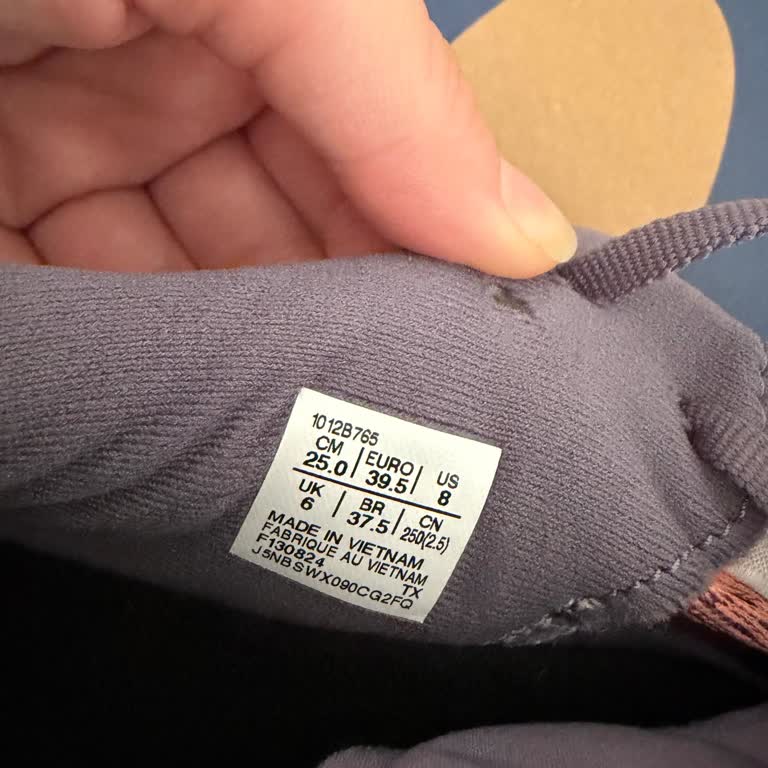 1012B765
CM | EURO | US
25.0 | 39.5 | 8
UK | BR | CN
6 | 37.5 | 250(2.5)
MADE IN VIETNAM
FABRIQUE AU VIETNAM
F130824 TX
J5NBSWX090CG2FQ